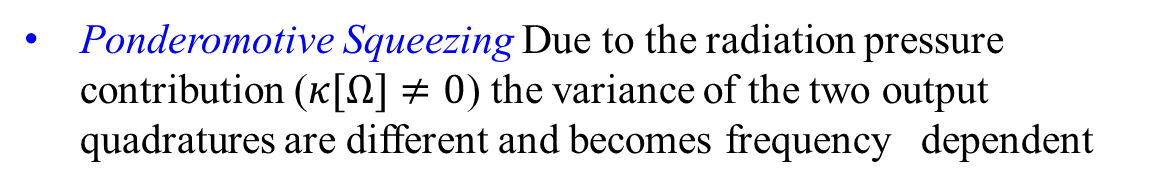 • Ponderomotive Squeezing Due to the radiation pressure
contribution (κ[Ω] ≠ 0) the variance of the two output
quadratures are different and becomes frequency dependent